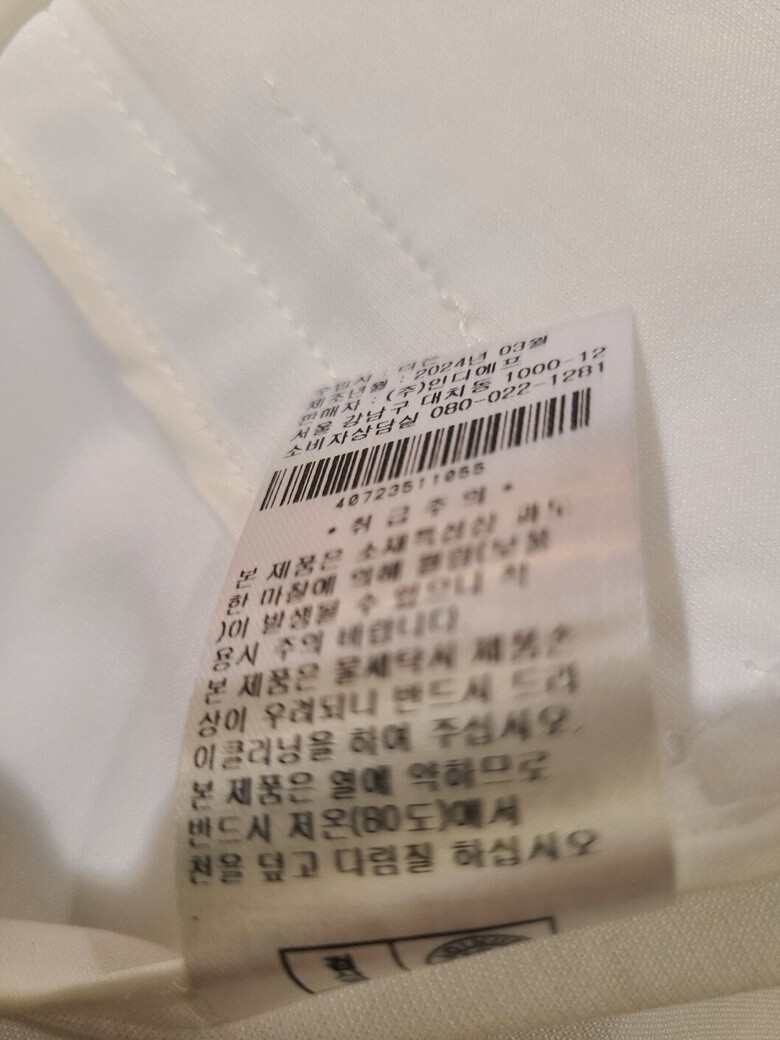 제조년월 : 2024년 03월
판매자 : (주)인디에프
서울 강남구 대치동 1000-12
소비자상담실 080-022-1281
40723511055
* 취 급 주 의 *
본 제품은 소재특성상 과도
한 마찰에 의해 필링(보풀
)이 발생될 수 있으니 착
용시 주의 바랍니다
본 제품은 물세탁시 제품손
상이 우려되니 반드시 드라
이클리닝을 하여 주십시오.
본 제품은 열에 약하므로
반드시 저온(80도)에서
천을 덮고 다림질 하십시오
.